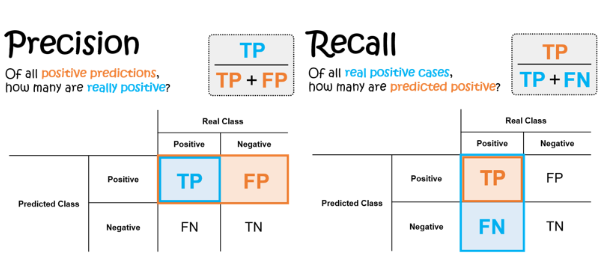 Precision
TP
TP + FP
Of all positive predictions,
how many are really positive?
Real Class
Positive Negative
Predicted Class
Positive TP FP
Negative FN TN
Recall
TP
TP + FN
Of all real positive cases,
how many are predicted positive?
Real Class
Positive Negative
Predicted Class
Positive TP FP
Negative FN TN